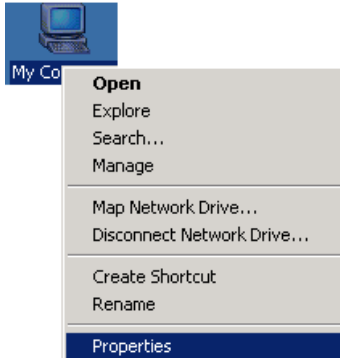 My Co
Open
Explore
Search...
Manage
Map Network Drive...
Disconnect Network Drive...
Create Shortcut
Rename
Properties